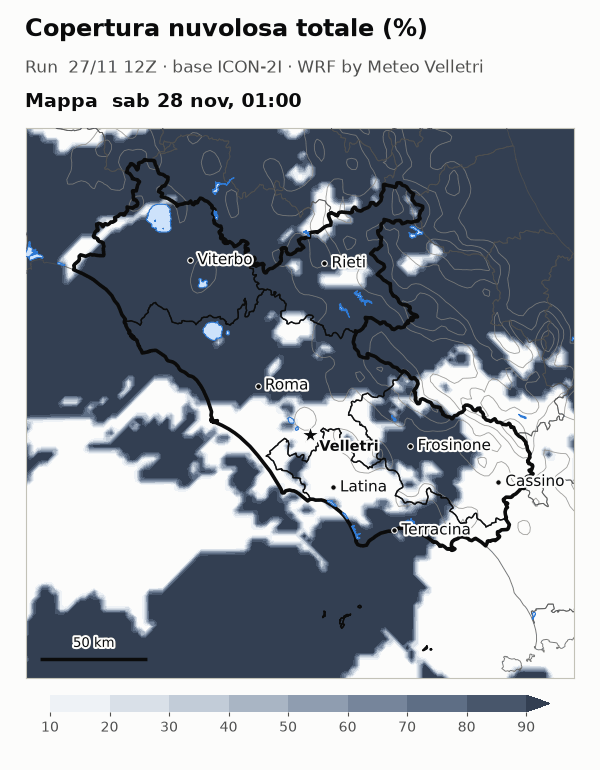 Copertura nuvolosa totale (%)
Run 27/11 12Z · base ICON-2I · WRF by Meteo Velletri
Mappa sab 28 nov, 01:00
Viterbo
Rieti
Roma
Velletri
Frosinone
Latina
Cassino
Terracina
50 km
10 20 30 40 50 60 70 80 90